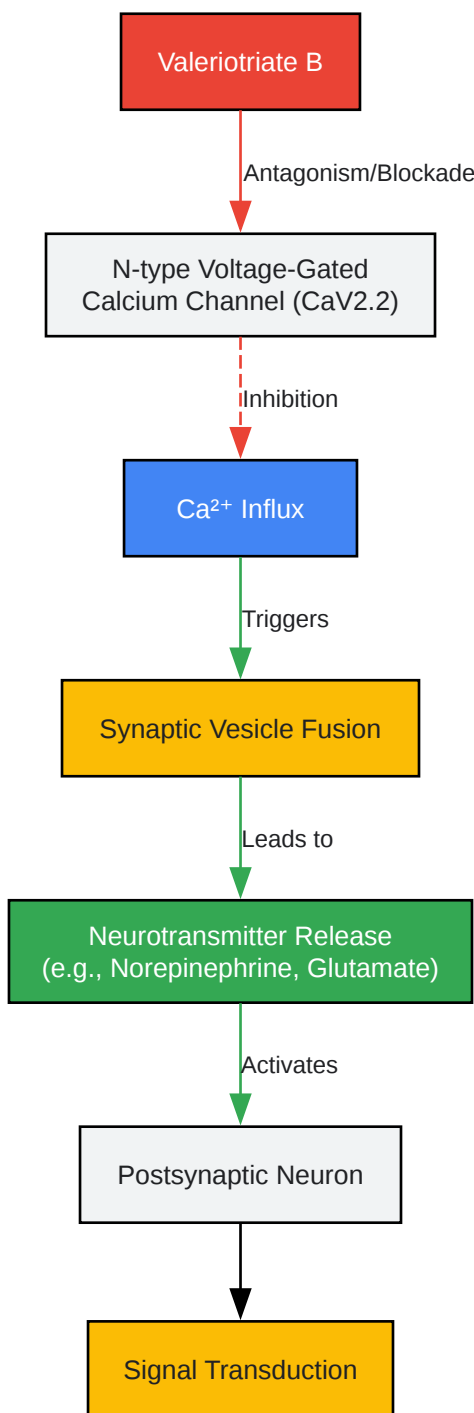 Valeriotriate B
Antagonism/Blockade
N-type Voltage-Gated
Calcium Channel (CaV2.2)
Inhibition
Ca²⁺ Influx
Triggers
Synaptic Vesicle Fusion
Leads to
Neurotransmitter Release
(e.g., Norepinephrine, Glutamate)
Activates
Postsynaptic Neuron
Signal Transduction